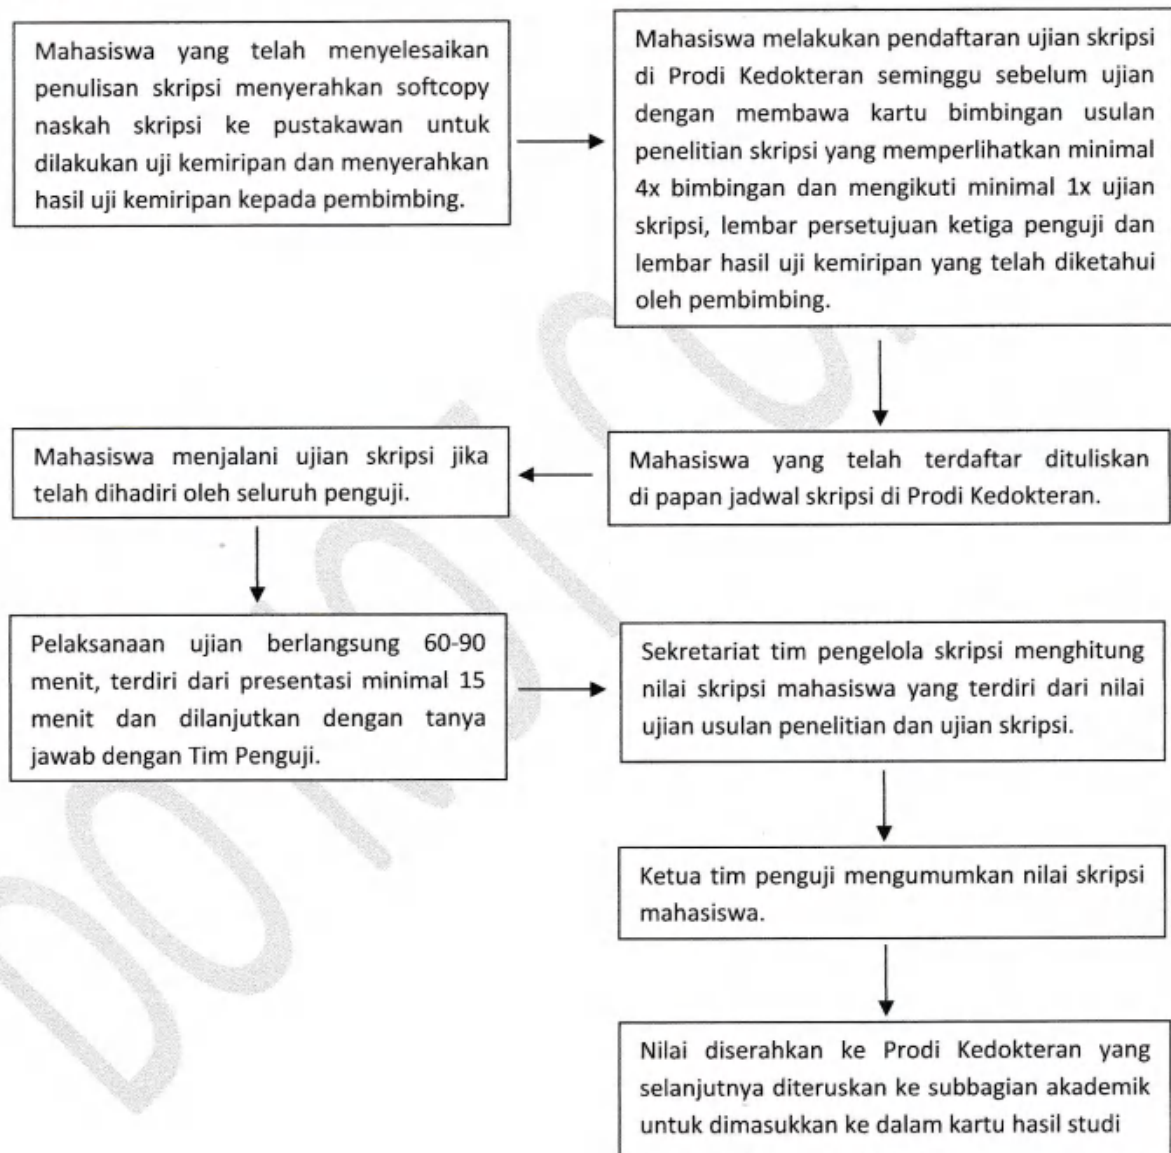 Mahasiswa yang telah menyelesaikan
penulisan skripsi menyerahkan softcopy
naskah skripsi ke pustakawan untuk
dilakukan uji kemiripan dan menyerahkan
hasil uji kemiripan kepada pembimbing.
Mahasiswa melakukan pendaftaran ujian skripsi
di Prodi Kedokteran seminggu sebelum ujian
dengan membawa kartu bimbingan usulan
penelitian skripsi yang memperlihatkan minimal
4x bimbingan dan mengikuti minimal 1x ujian
skripsi, lembar persetujuan ketiga penguji dan
lembar hasil uji kemiripan yang telah diketahui
oleh pembimbing.
Mahasiswa yang telah terdaftar dituliskan
di papan jadwal skripsi di Prodi Kedokteran.
Mahasiswa menjalani ujian skripsi jika
telah dihadiri oleh seluruh penguji.
Pelaksanaan ujian berlangsung 60-90
menit, terdiri dari presentasi minimal 15
menit dan dilanjutkan dengan tanya
jawab dengan Tim Penguji.
Sekretariat tim pengelola skripsi menghitung
nilai skripsi mahasiswa yang terdiri dari nilai
ujian usulan penelitian dan ujian skripsi.
Ketua tim penguji mengumumkan nilai skripsi
mahasiswa.
Nilai diserahkan ke Prodi Kedokteran yang
selanjutnya diteruskan ke subbagian akademik
untuk dimasukkan ke dalam kartu hasil studi